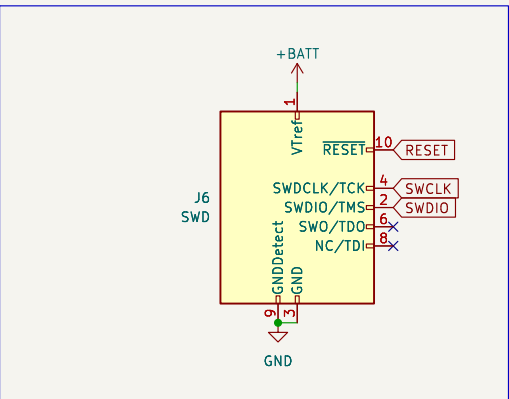 +BATT
1
VTref
RESET
10
RESET
SWDCLK/TCK
4
SWCLK
J6
SWD
SWDIO/TMS
2
SWDIO
SWO/TDO
6
NC/TDI
8
GNDDetect
GND
9
3
GND